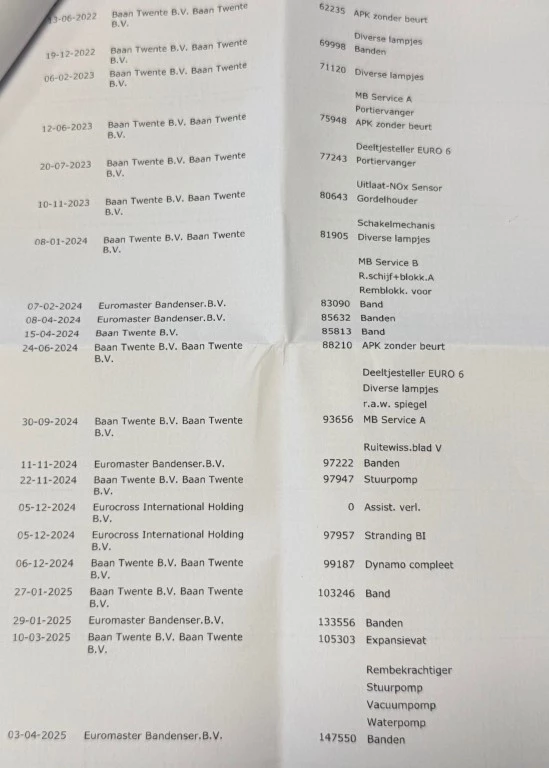 13-06-2022 Baan Twente B.V. Baan Twente 62235 APK zonder beurt
B.V.
Diverse lampjes
19-12-2022 Baan Twente B.V. Baan Twente 69998 Banden
B.V.
06-02-2023 Baan Twente B.V. Baan Twente 71120 Diverse lampjes
B.V.
MB Service A
Portiervanger
12-06-2023 Baan Twente B.V. Baan Twente 75948 APK zonder beurt
B.V.
Deeltjesteller EURO 6
20-07-2023 Baan Twente B.V. Baan Twente 77243 Portiervanger
B.V.
Uitlaat-NOx Sensor
10-11-2023 Baan Twente B.V. Baan Twente 80643 Gordelhouder
B.V.
Schakelmechanis
08-01-2024 Baan Twente B.V. Baan Twente 81905 Diverse lampjes
B.V.
MB Service B
R.schijf+blokk.A
Remblokk. voor
07-02-2024 Euromaster Bandenser.B.V. 83090 Band
08-04-2024 Euromaster Bandenser.B.V. 85632 Banden
15-04-2024 Baan Twente B.V. 85813 Band
24-06-2024 Baan Twente B.V. Baan Twente 88210 APK zonder beurt
B.V.
Deeltjesteller EURO 6
Diverse lampjes
r.a.w. spiegel
30-09-2024 Baan Twente B.V. Baan Twente 93656 MB Service A
B.V.
Ruitewiss.blad V
11-11-2024 Euromaster Bandenser.B.V. 97222 Banden
22-11-2024 Baan Twente B.V. Baan Twente 97947 Stuurpomp
B.V.
05-12-2024 Eurocross International Holding 0 Assist. verl.
B.V.
05-12-2024 Eurocross International Holding 97957 Stranding BI
B.V.
06-12-2024 Baan Twente B.V. Baan Twente 99187 Dynamo compleet
B.V.
27-01-2025 Baan Twente B.V. Baan Twente 103246 Band
B.V.
29-01-2025 Euromaster Bandenser.B.V. 133556 Banden
10-03-2025 Baan Twente B.V. Baan Twente 105303 Expansievat
B.V.
Rembekrachtiger
Stuurpomp
Vacuumpomp
Waterpomp
03-04-2025 Euromaster Bandenser.B.V. 147550 Banden